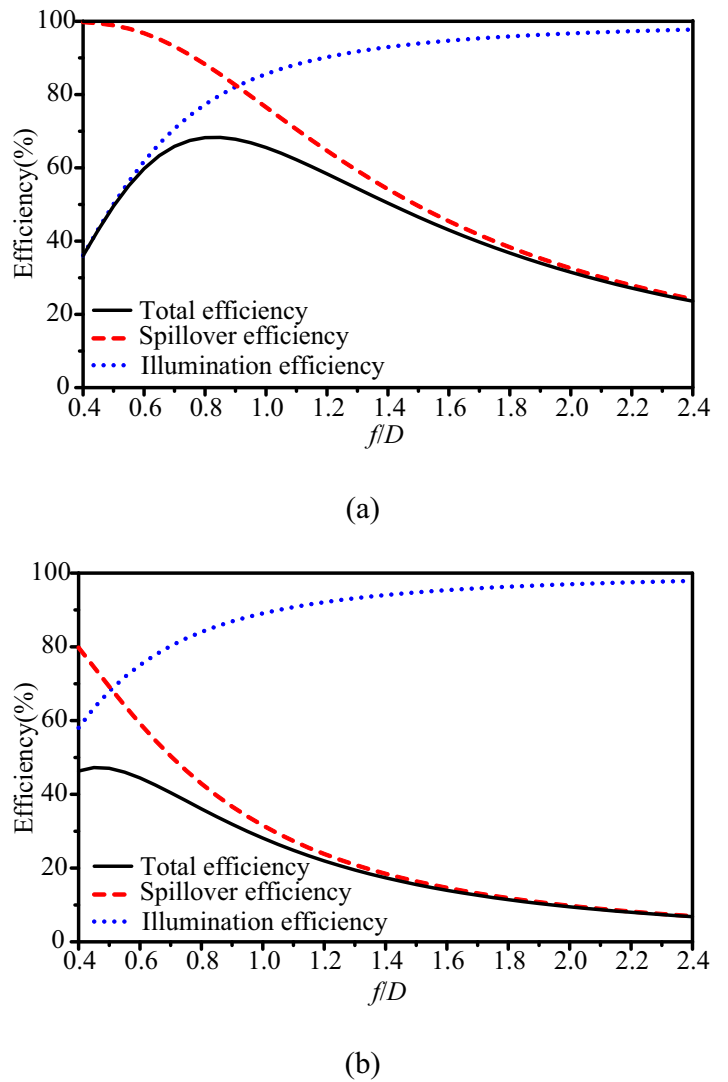 100
80
60
40
20
0
Efficiency(%)
Total efficiency
Spillover efficiency
Illumination efficiency
0.4 0.6 0.8 1.0 1.2 1.4 1.6 1.8 2.0 2.2 2.4
f/D
(a)
100
80
60
40
20
0
Efficiency(%)
Total efficiency
Spillover efficiency
Illumination efficiency
0.4 0.6 0.8 1.0 1.2 1.4 1.6 1.8 2.0 2.2 2.4
f/D
(b)